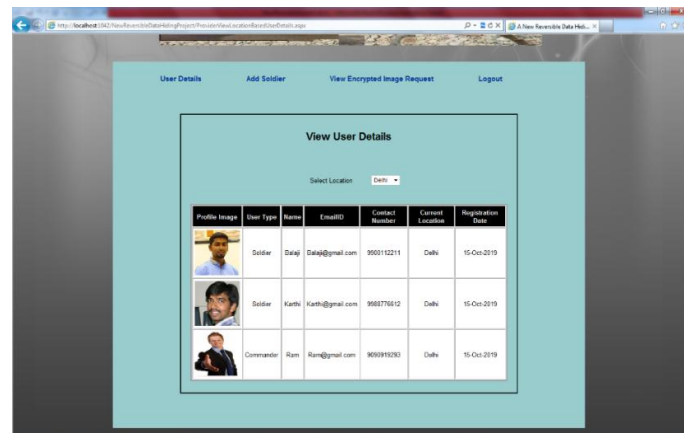 http://localhost:1042/NewReversibleDataHidingProject/ProvisionViewLocationBasedUserDetails.aspx
A New Reversible Data Hidi...
User Details Add Soldier View Encrypted Image Request Logout
View User Details
Select Location Delhi
Profile Image User Type Name EmailID Contact Number Current Location Registration Date
Soldier Balaji Balaji@gmail.com 9900112211 Delhi 15-Oct-2019
Soldier Karthi Karthi@gmail.com 9988776612 Delhi 15-Oct-2019
Commander Ram Ram@gmail.com 9090919293 Delhi 15-Oct-2019